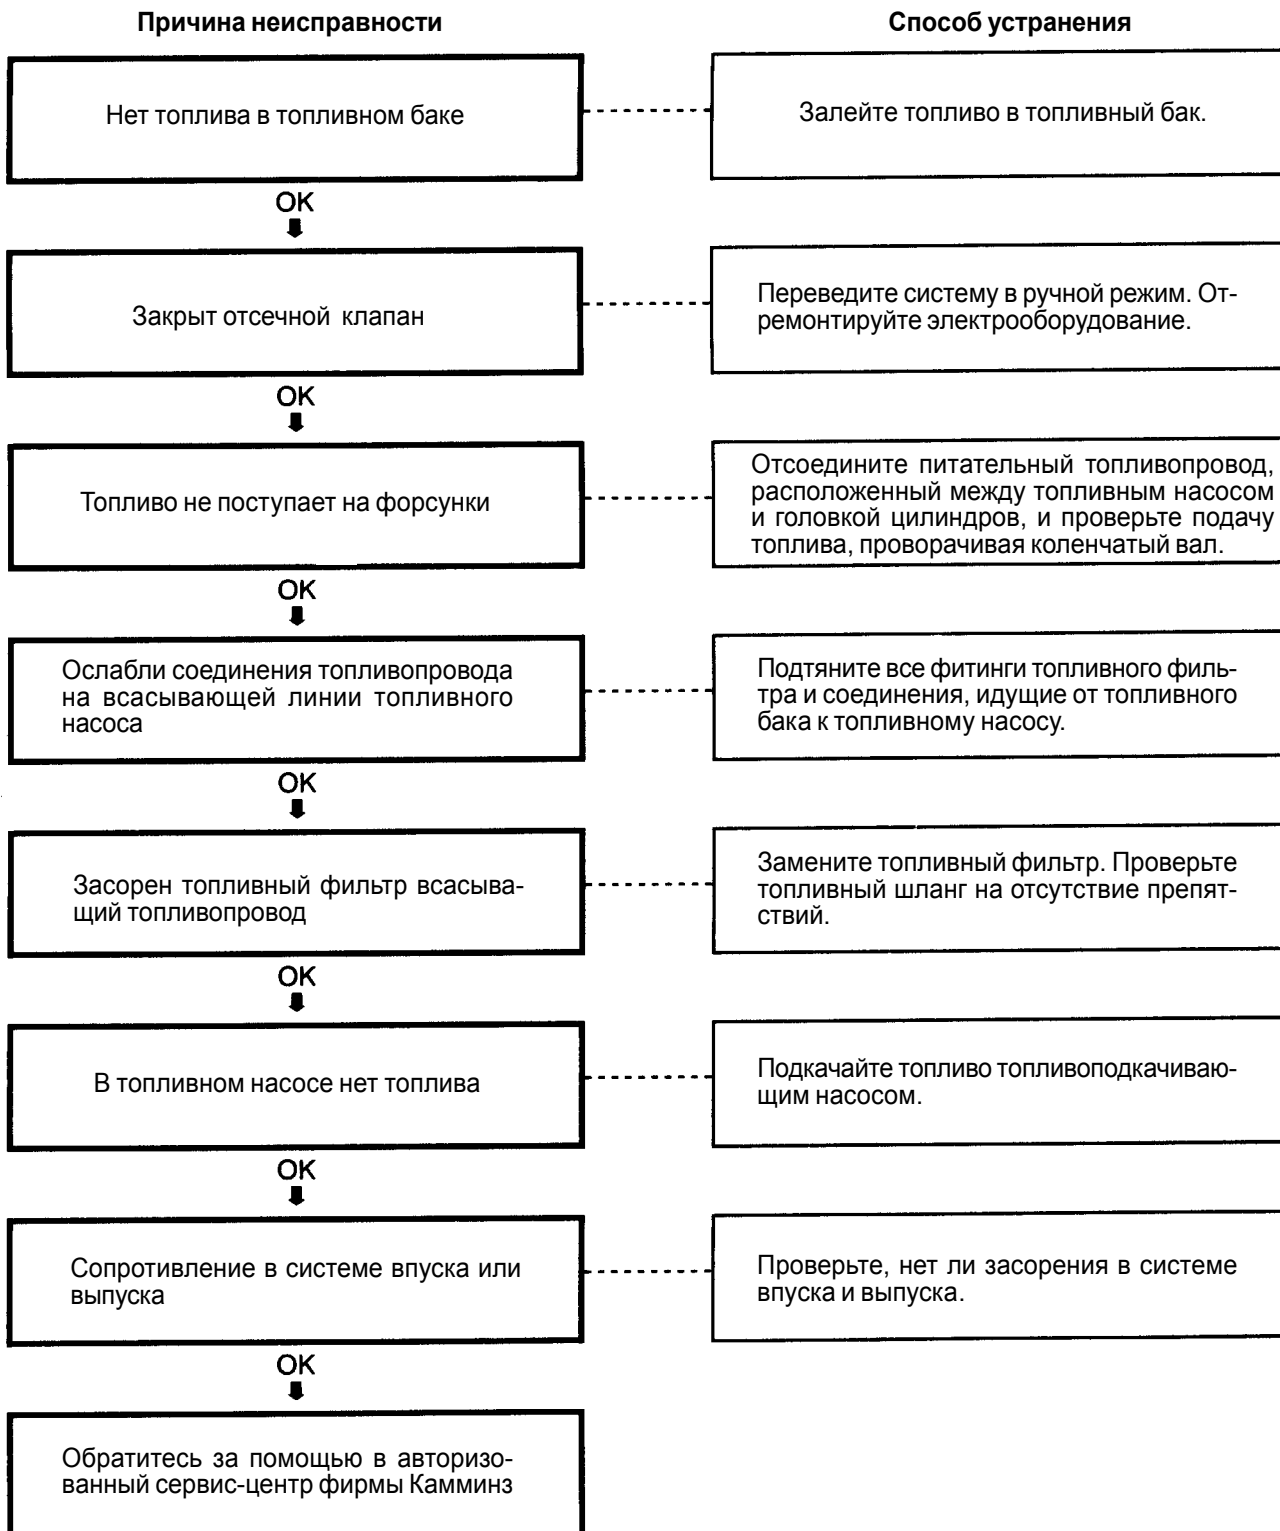 Причина неисправности
Способ устранения
Нет топлива в топливном баке
Залейте топливо в топливный бак.
OK
Закрыт отсечной клапан
Переведите систему в ручной режим. От-
ремонтируйте электрооборудование.
OK
Топливо не поступает на форсунки
Отсоедините питательный топливопровод,
расположенный между топливным насосом
и головкой цилиндров, и проверьте подачу
топлива, проворачивая коленчатый вал.
OK
Ослабли соединения топливопровода
на всасывающей линии топливного
насоса
Подтяните все фитинги топливного филь-
тра и соединения, идущие от топливного
бака к топливному насосу.
OK
Засорен топливный фильтр всасыва-
щий топливопровод
Замените топливный фильтр. Проверьте
топливный шланг на отсутствие препят-
ствий.
OK
В топливном насосе нет топлива
Подкачайте топливо топливоподкачиваю-
щим насосом.
OK
Сопротивление в системе впуска или
выпуска
Проверьте, нет ли засорения в системе
впуска и выпуска.
OK
Обратитесь за помощью в авторизо-
ванный сервис-центр фирмы Камминз